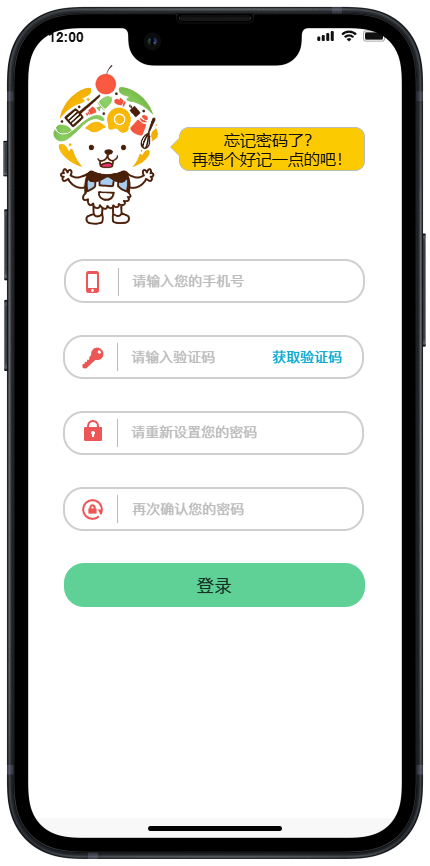 12:00
忘记密码了？
再想个好记一点的吧！
请输入您的手机号
请输入验证码 获取验证码
请重新设置您的密码
再次确认您的密码
登录